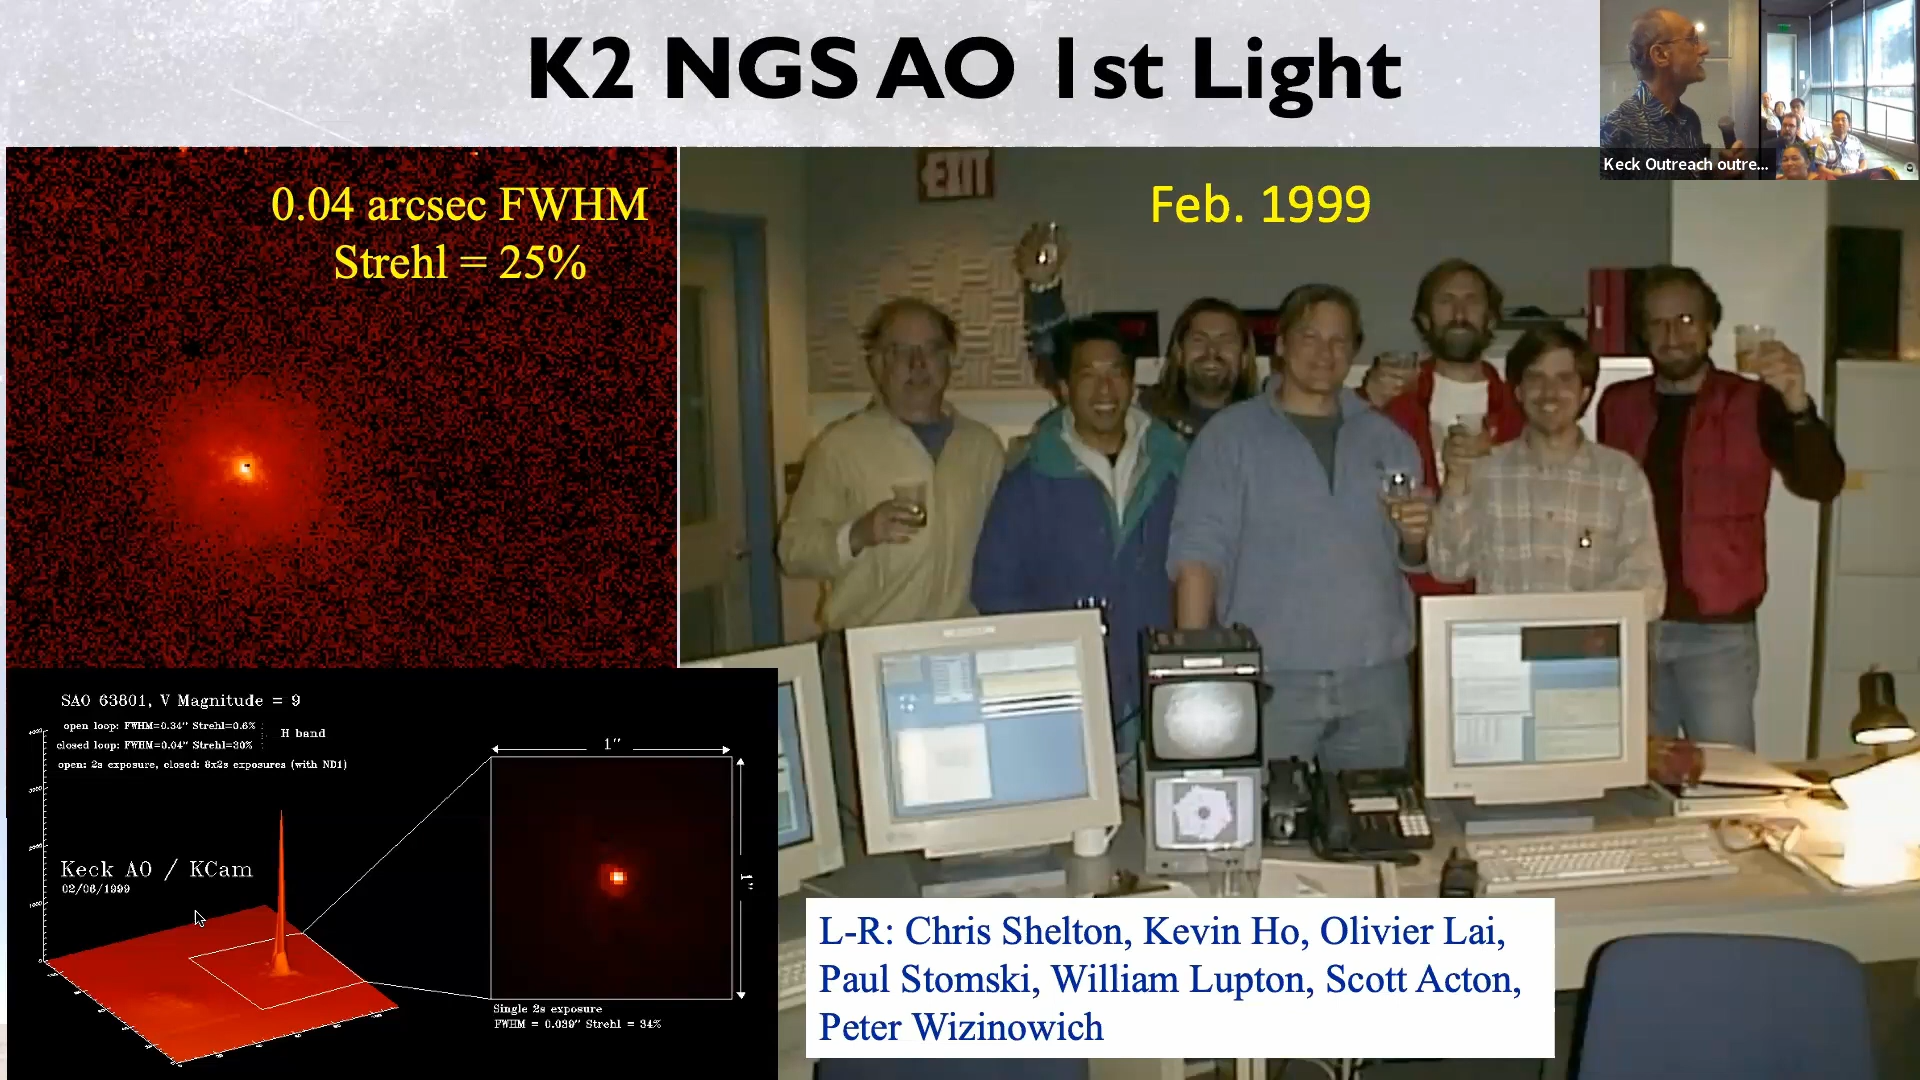 K2 NGS AO 1st Light
Keck Outreach outre...
0.04 arcsec FWHM
Strehl = 25%
EXIT
Feb. 1999
SAO 63801, V Magnitude = 9
open loop: FWHM=0.34" Strehl=0.6%
closed loop: FWHM=0.04" Strehl=30%
H band
open: 2s exposure, closed: 8x2s exposures (with ND1)
1"
1"
Keck AO / KCam
02/06/1999
Single 2s exposure
FWHM = 0.039" Strehl = 34%
L-R: Chris Shelton, Kevin Ho, Olivier Lai,
Paul Stomski, William Lupton, Scott Acton,
Peter Wizinowich